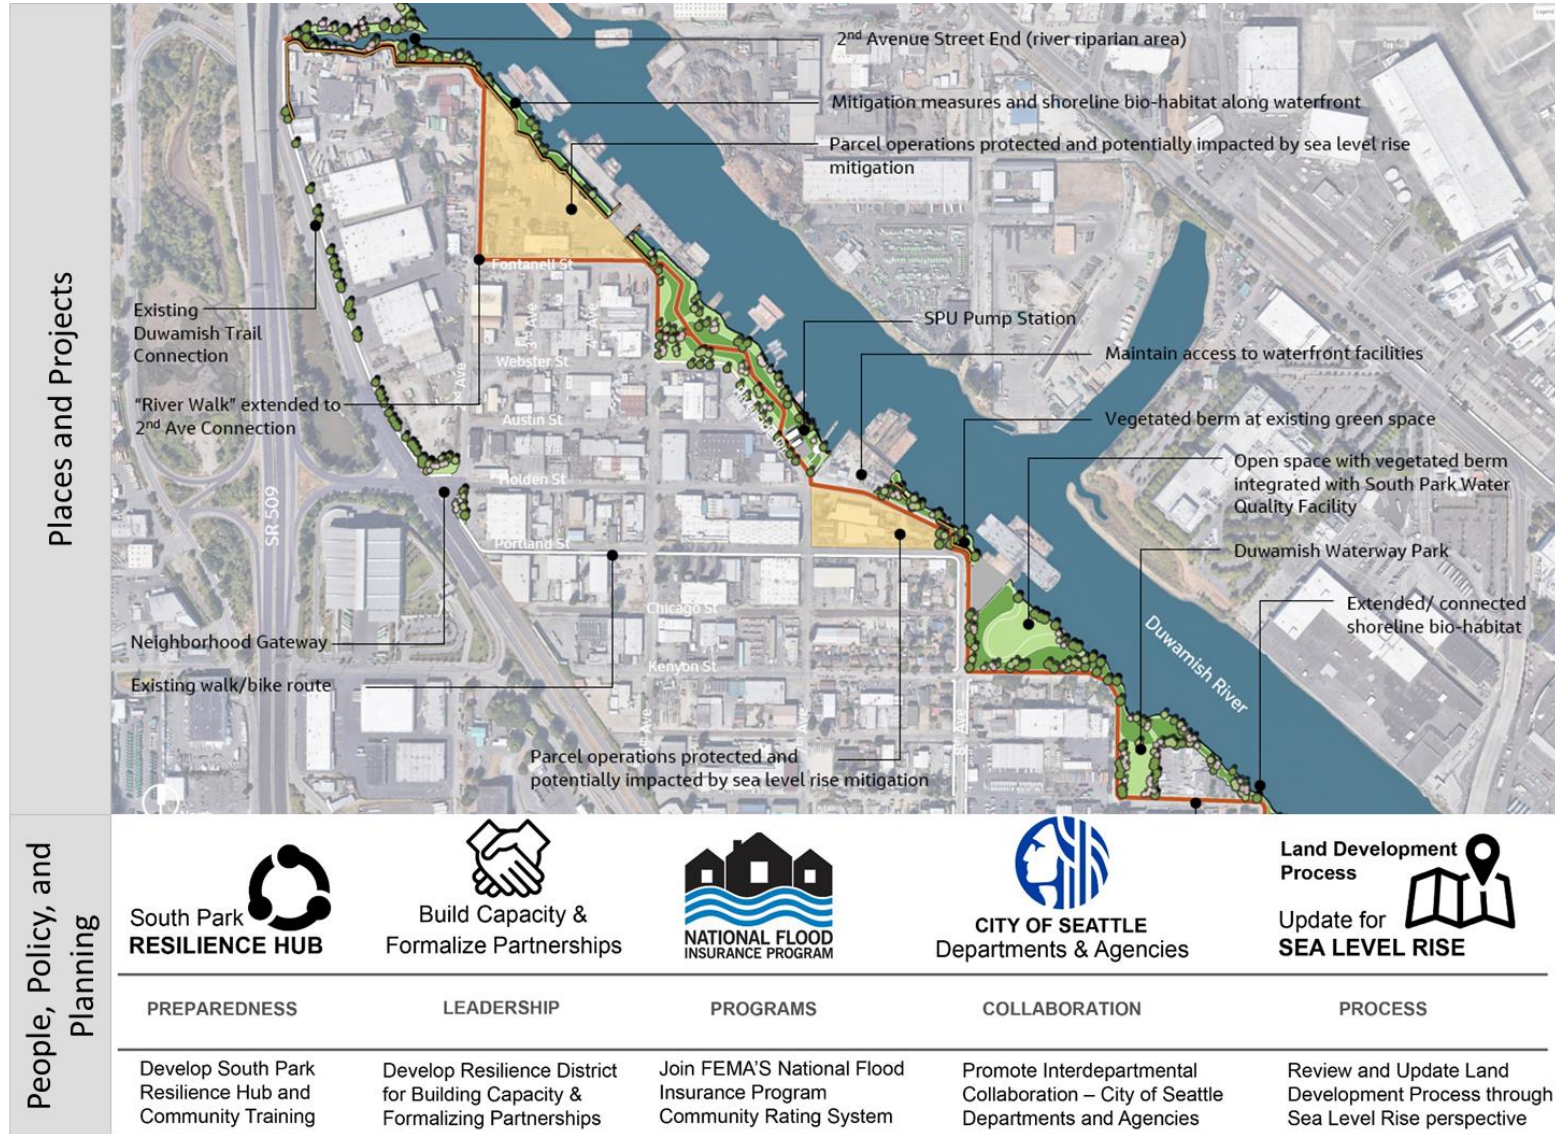 Places and Projects
2nd Avenue Street End (river riparian area)
Mitigation measures and shoreline bio-habitat along waterfront
Parcel operations protected and potentially impacted by sea level rise
mitigation
Fontanell St
Existing
Duwamish Trail
Connection
SPU Pump Station
3rd Ave
4th Ave
Webster St
Maintain access to waterfront facilities
"River Walk" extended to
2nd Ave Connection
Ave
Austin St
Vegetated berm at existing green space
Open space with vegetated berm
integrated with South Park Water
Quality Facility
Holden St
SR 509
Portland St
Duwamish Waterway Park
Chicago St
Extended/ connected
shoreline bio-habitat
Neighborhood Gateway
Kenyon St
Duwamish River
Existing walk/bike route
Ave
Ave
Ave
Parcel operations protected and
potentially impacted by sea level rise mitigation
People, Policy, and
Planning
South Park
RESILIENCE HUB
Build Capacity &
Formalize Partnerships
NATIONAL FLOOD
INSURANCE PROGRAM
CITY OF SEATTLE
Departments & Agencies
Land Development
Process
Update for
SEA LEVEL RISE
PREPAREDNESS
LEADERSHIP
PROGRAMS
COLLABORATION
PROCESS
Develop South Park
Resilience Hub and
Community Training
Develop Resilience District
for Building Capacity &
Formalizing Partnerships
Join FEMA'S National Flood
Insurance Program
Community Rating System
Promote Interdepartmental
Collaboration – City of Seattle
Departments and Agencies
Review and Update Land
Development Process through
Sea Level Rise perspective